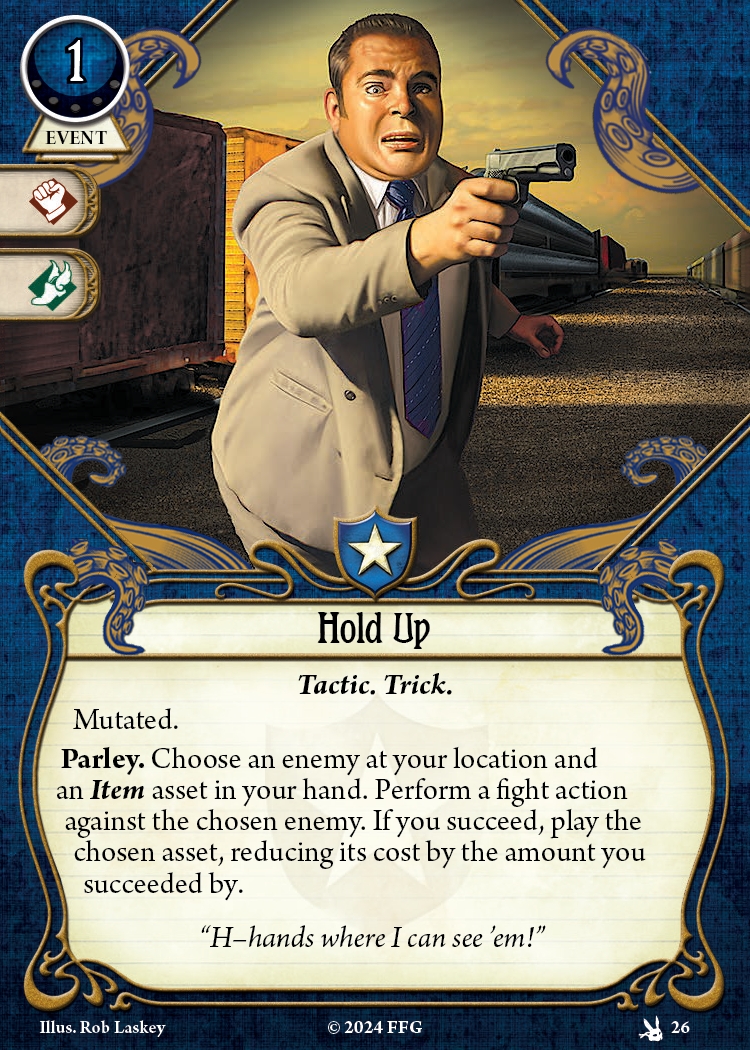 1
EVENT
Hold Up
Tactic. Trick.
Mutated.
Parley. Choose an enemy at your location and
an Item asset in your hand. Perform a fight action
against the chosen enemy. If you succeed, play the
chosen asset, reducing its cost by the amount you
succeeded by.
“H–hands where I can see ’em!”
Illus. Rob Laskey
© 2024 FFG
26